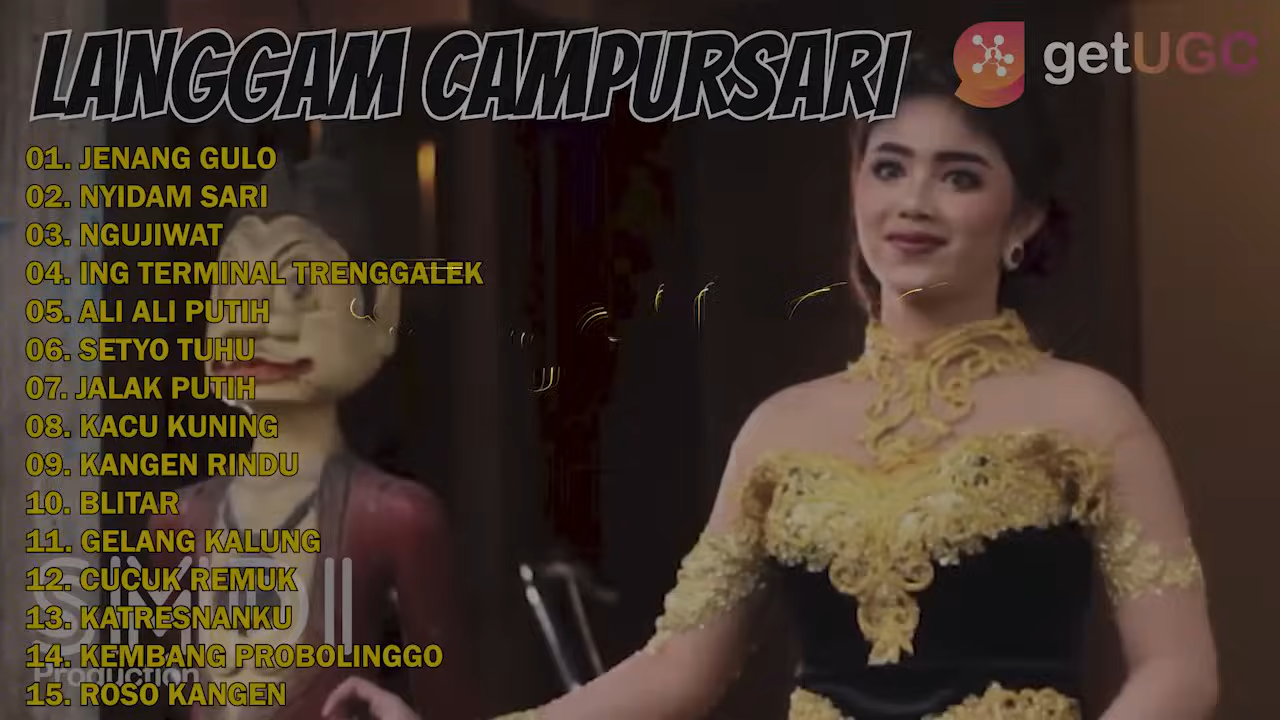 LANGGAM CAMPURSARI
getUGC
01. JENANG GULO
02. NYIDAM SARI
03. NGUJIWAT
04. ING TERMINAL TRENGGALEK
05. ALI ALI PUTIH
06. SETYO TUHU
07. JALAK PUTIH
08. KACU KUNING
09. KANGEN RINDU
10. BLITAR
11. GELANG KALUNG
12. CUCUK REMUK
13. KATRESNANKU
14. KEMBANG PROBOLINGGO
Production
15. ROSO KANGEN